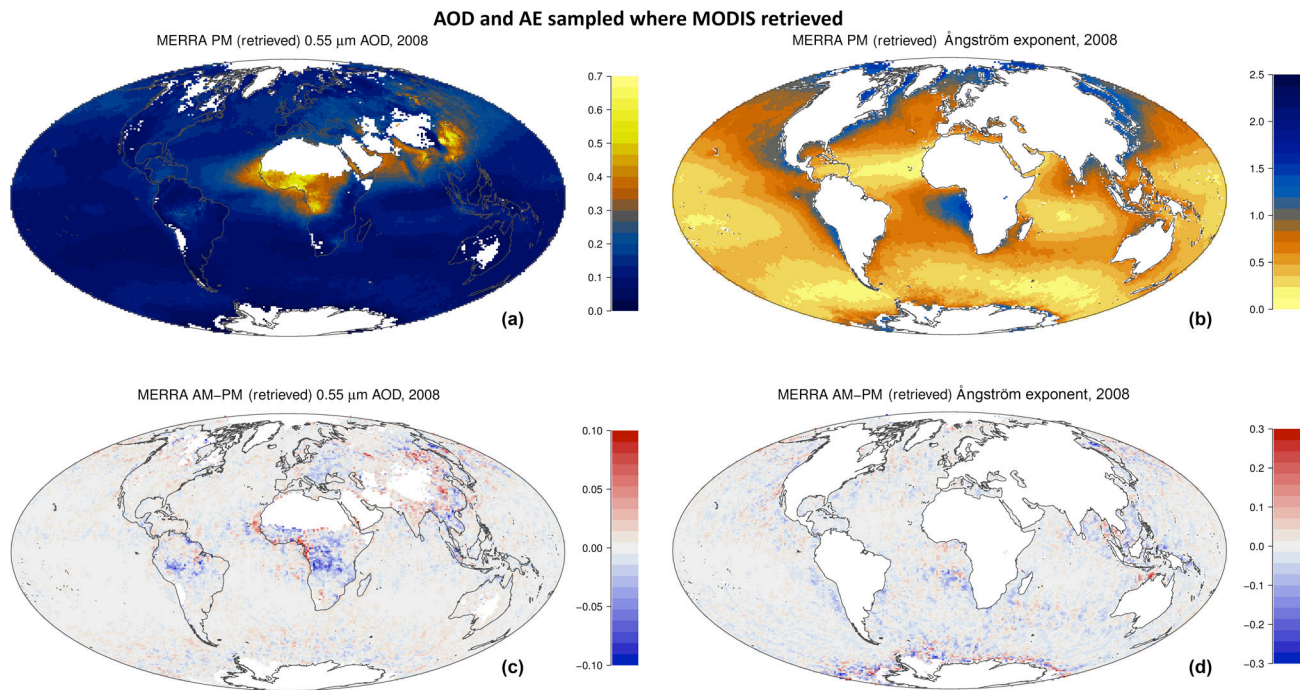 AOD and AE sampled where MODIS retrieved
MERRA PM (retrieved) 0.55 μm AOD, 2008
0.7
0.6
0.5
0.4
0.3
0.2
0.1
0.0
(a)
MERRA PM (retrieved) Ångström exponent, 2008
2.5
2.0
1.5
1.0
0.5
0.0
(b)
MERRA AM−PM (retrieved) 0.55 μm AOD, 2008
0.10
0.05
0.00
−0.05
−0.10
(c)
MERRA AM−PM (retrieved) Ångström exponent, 2008
0.3
0.2
0.1
0.0
−0.1
−0.2
−0.3
(d)